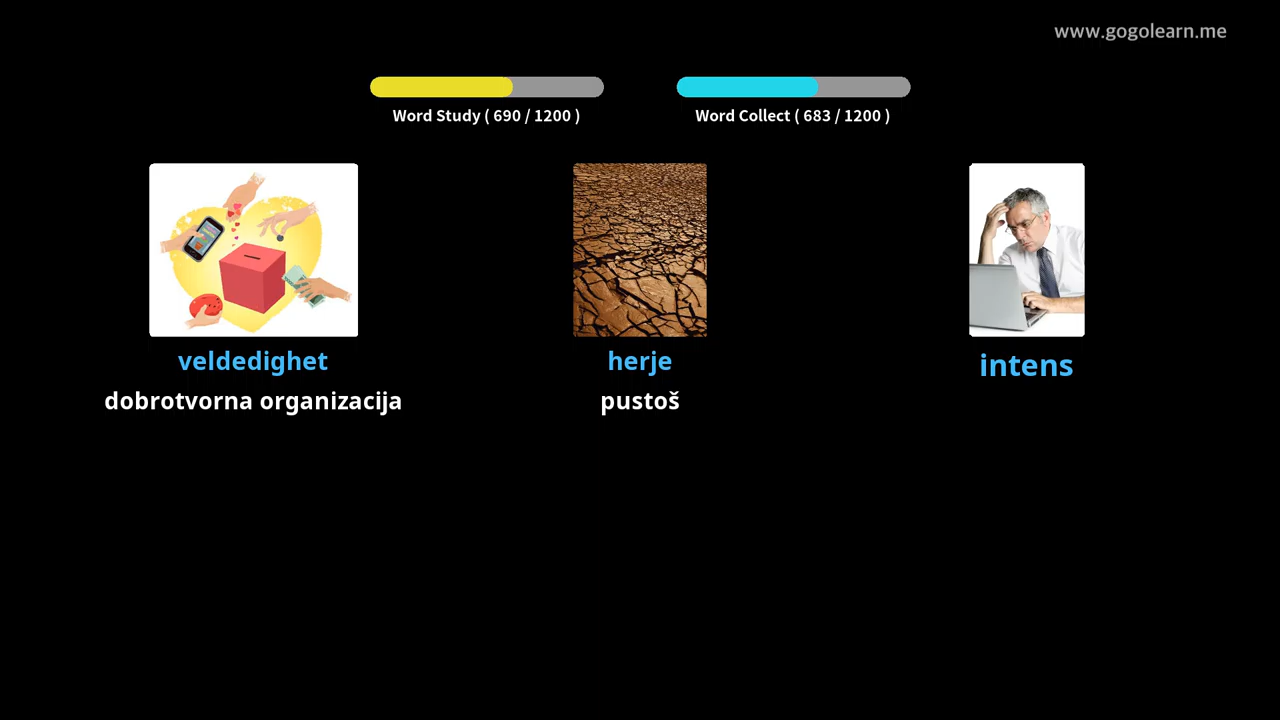 www.gogolearn.me
Word Study ( 690 / 1200 )
Word Collect ( 683 / 1200 )
veldedighet
dobrotvorna organizacija
herje
pustoš
intens